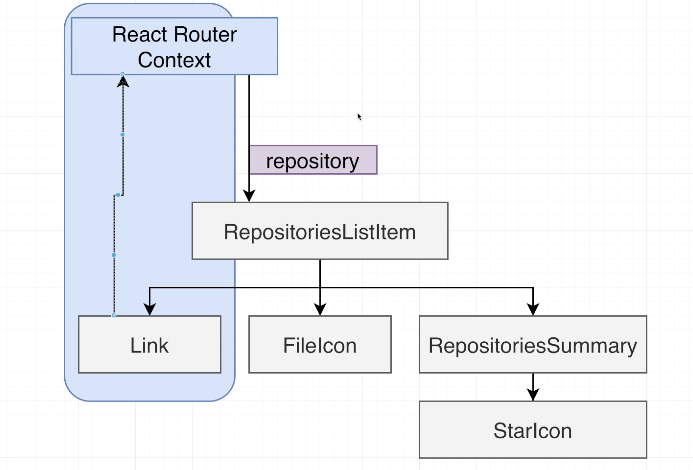 React Router
Context
repository
RepositoriesListItem
Link
FileIcon
RepositoriesSummary
StarIcon